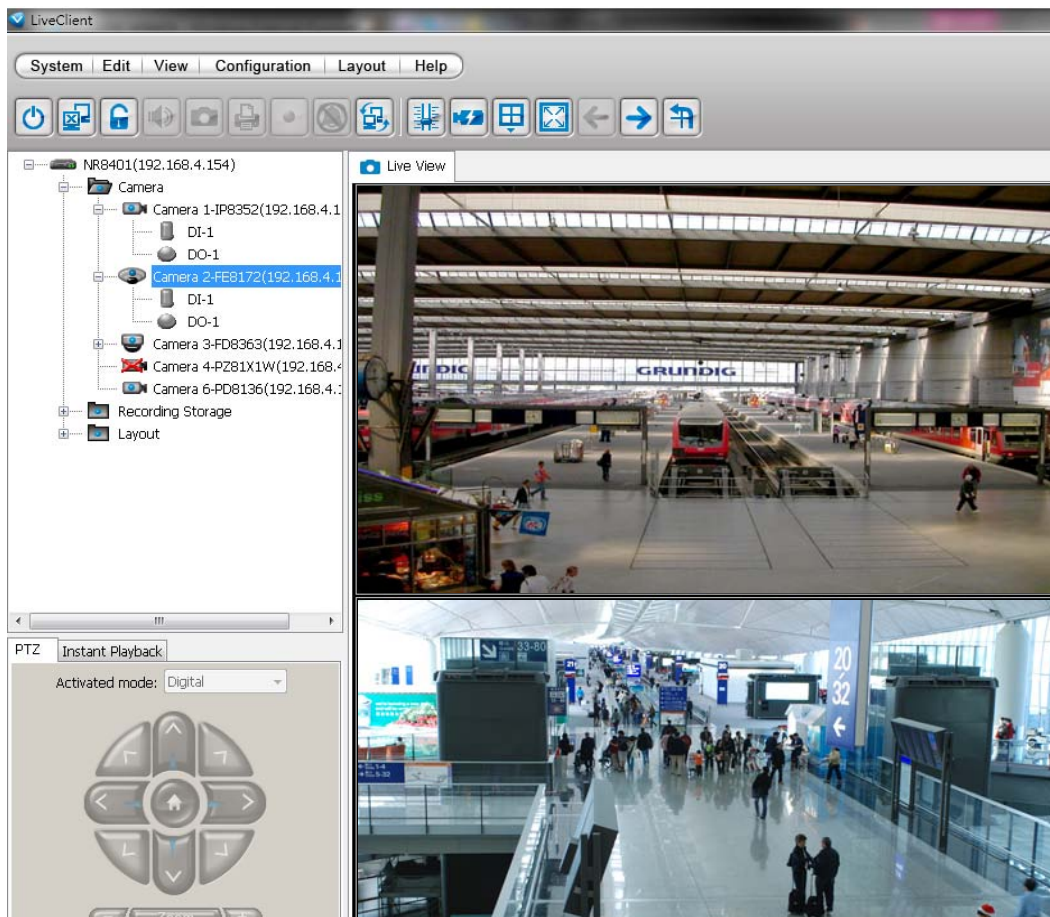 LiveClient
System Edit View Configuration Layout Help
NR8401(192.168.4.154)
Camera
Camera 1-IP8352(192.168.4.1
DI-1
DO-1
Camera 2-FE8172(192.168.4.1
DI-1
DO-1
Camera 3-FD8363(192.168.4.1
Camera 4-PZ81X1W(192.168.4
Camera 6-PD8136(192.168.4.1
Recording Storage
Layout
Live View
GRUNDIG
PTZ Instant Playback
Activated mode: Digital
33-80
20
32